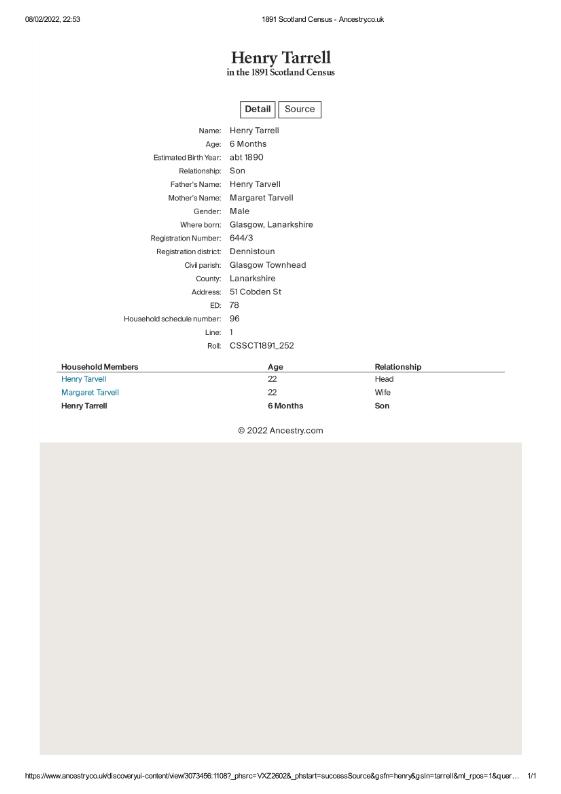 08/02/2022, 22:53 1891 Scotland Census - Ancestry.co.uk
Henry Tarrell
in the 1891 Scotland Census
Detail Source
Name: Henry Tarrell
Age: 6 Months
Estimated Birth Year: abt 1890
Relationship: Son
Father's Name: Henry Tarvell
Mother's Name: Margaret Tarvell
Gender: Male
Where born: Glasgow, Lanarkshire
Registration Number: 644/3
Registration district: Dennistoun
Civil parish: Glasgow Townhead
County: Lanarkshire
Address: 51 Cobden St
ED: 78
Household schedule number: 96
Line: 1
Roll: CSSCT1891_252
Household Members Age Relationship
Henry Tarvell 22 Head
Margaret Tarvell 22 Wife
Henry Tarrell 6 Months Son
© 2022 Ancestry.com
https://www.ancestry.co.uk/discoveryui-content/view/3073456:1108?_phsrc=VXZ2602&_phstart=successSource&gsfn=henry&gsln=tarrell&ml_rpos=1&quer… 1/1